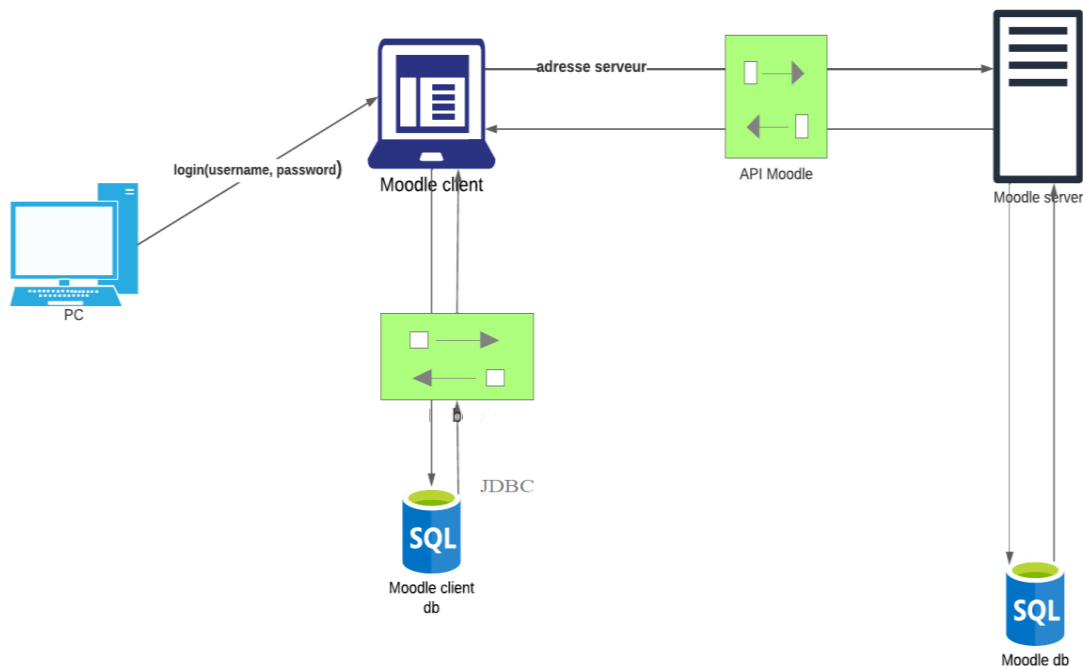 adresse serveur
API Moodle
Moodle server
Moodle client
login(username, password)
PC
b
JDBC
SQL
Moodle client
db
SQL
Moodle db